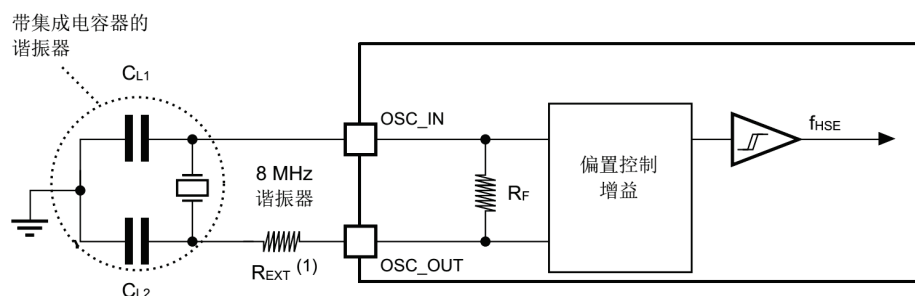 带集成电容器的
谐振器
CL1
OSC_IN
fHSE
8 MHz
谐振器
RF
偏置控制
增益
REXT (1)
OSC_OUT
CL2